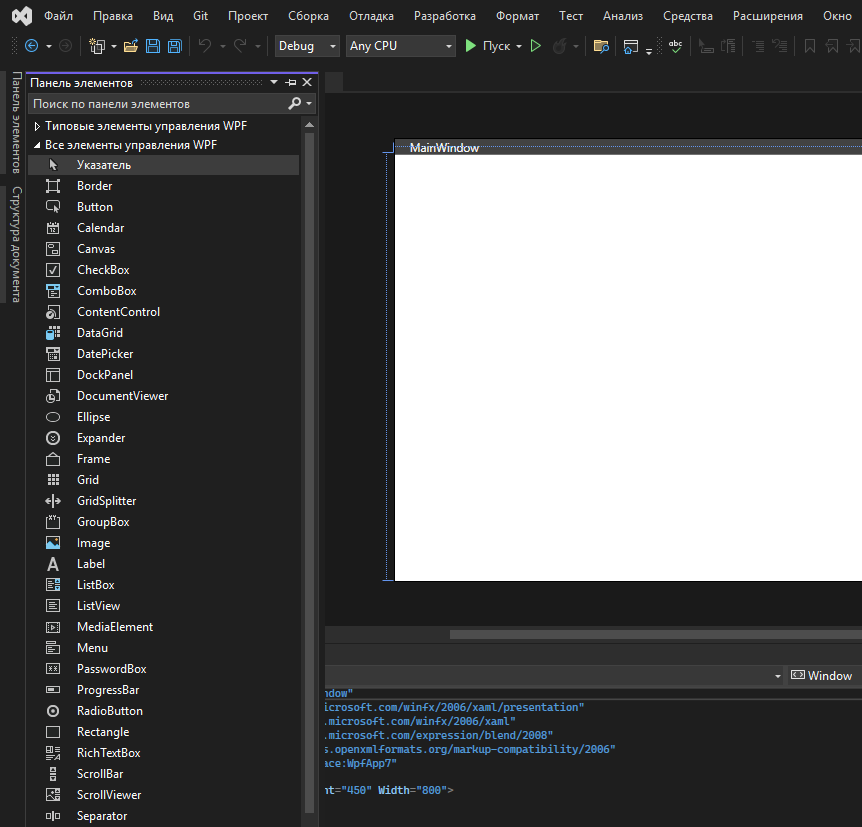 Файл Правка Вид Git Проект Сборка Отладка Разработка Формат Тест Анализ Средства Расширения Окно
Debug Any CPU Пуск
Панель элементов
Структура документа
Панель элементов
Поиск по панели элементов
Типовые элементы управления WPF
Все элементы управления WPF
Указатель
Border
Button
Calendar
Canvas
CheckBox
ComboBox
ContentControl
DataGrid
DatePicker
DockPanel
DocumentViewer
Ellipse
Expander
Frame
Grid
GridSplitter
GroupBox
Image
Label
ListBox
ListView
MediaElement
Menu
PasswordBox
ProgressBar
RadioButton
Rectangle
RichTextBox
ScrollBar
ScrollViewer
Separator
MainWindow
Window
ndow"
icrosoft.com/winfx/2006/xaml/presentation"
.microsoft.com/winfx/2006/xaml"
.microsoft.com/expression/blend/2008"
s.openxmlformats.org/markup-compatibility/2006"
ace:WpfApp7"
ht="450" Width="800">